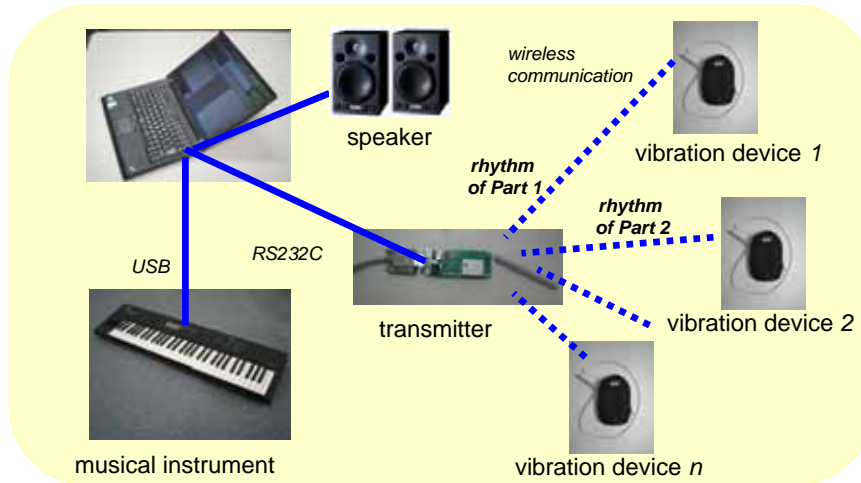 wireless
communication
speaker
vibration device 1
rhythm
of Part 1
rhythm
of Part 2
USB
RS232C
transmitter
vibration device 2
musical instrument
vibration device n